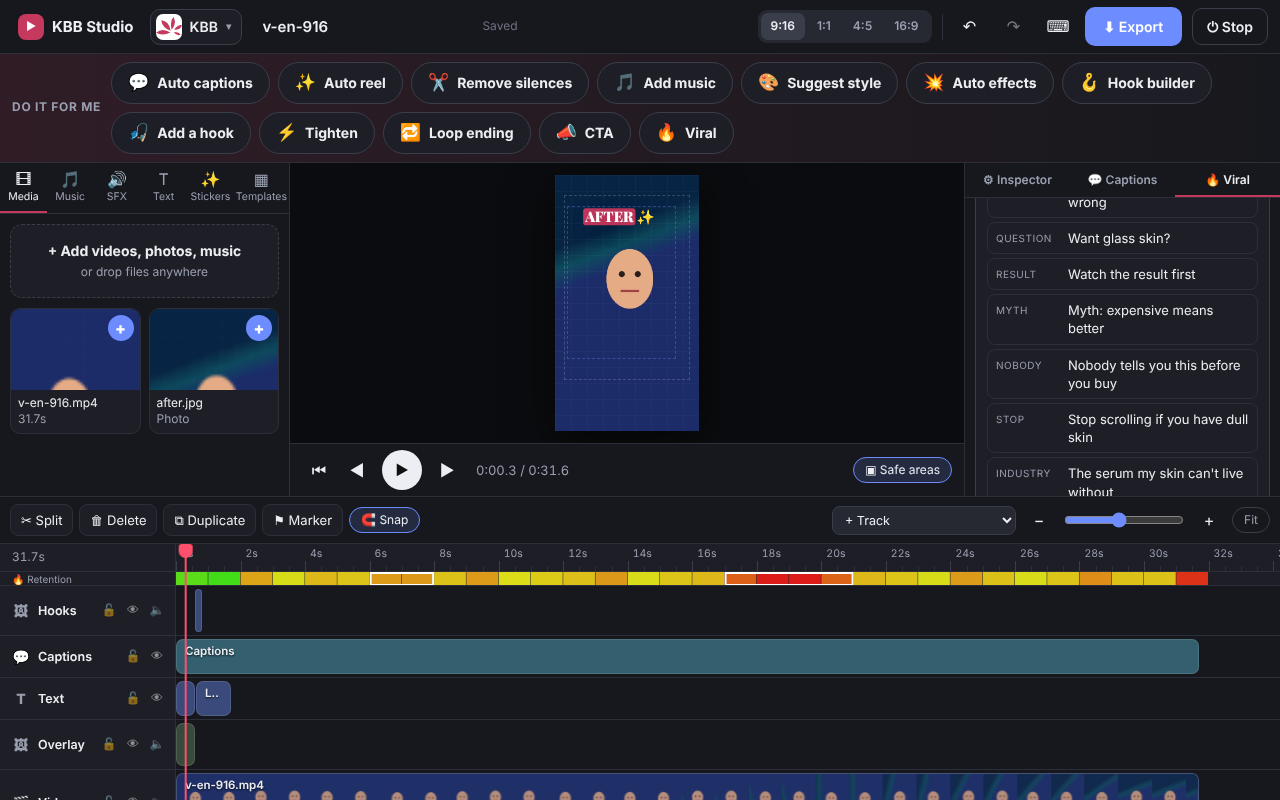 KBB Studio
KBB
v-en-916
Saved
9:16
1:1
4:5
16:9
Export
Stop
DO IT FOR ME
Auto captions
Auto reel
Remove silences
Add music
Suggest style
Auto effects
Hook builder
Add a hook
Tighten
Loop ending
CTA
Viral
Media
Music
SFX
Text
Stickers
Templates
+ Add videos, photos, music
or drop files anywhere
v-en-916.mp4
31.7s
after.jpg
Photo
AFTER
0:00.3 / 0:31.6
Safe areas
Inspector
Captions
Viral
wrong
QUESTION
Want glass skin?
RESULT
Watch the result first
MYTH
Myth: expensive means
better
NOBODY
Nobody tells you this before
you buy
STOP
Stop scrolling if you have dull
skin
INDUSTRY
The serum my skin can't live
without
Split
Delete
Duplicate
Marker
Snap
+ Track
Fit
31.7s
2s
4s
6s
8s
10s
12s
14s
16s
18s
20s
22s
24s
26s
28s
30s
32s
Retention
Hooks
Captions
Captions
Text
L..
Overlay
v-en-916.mp4